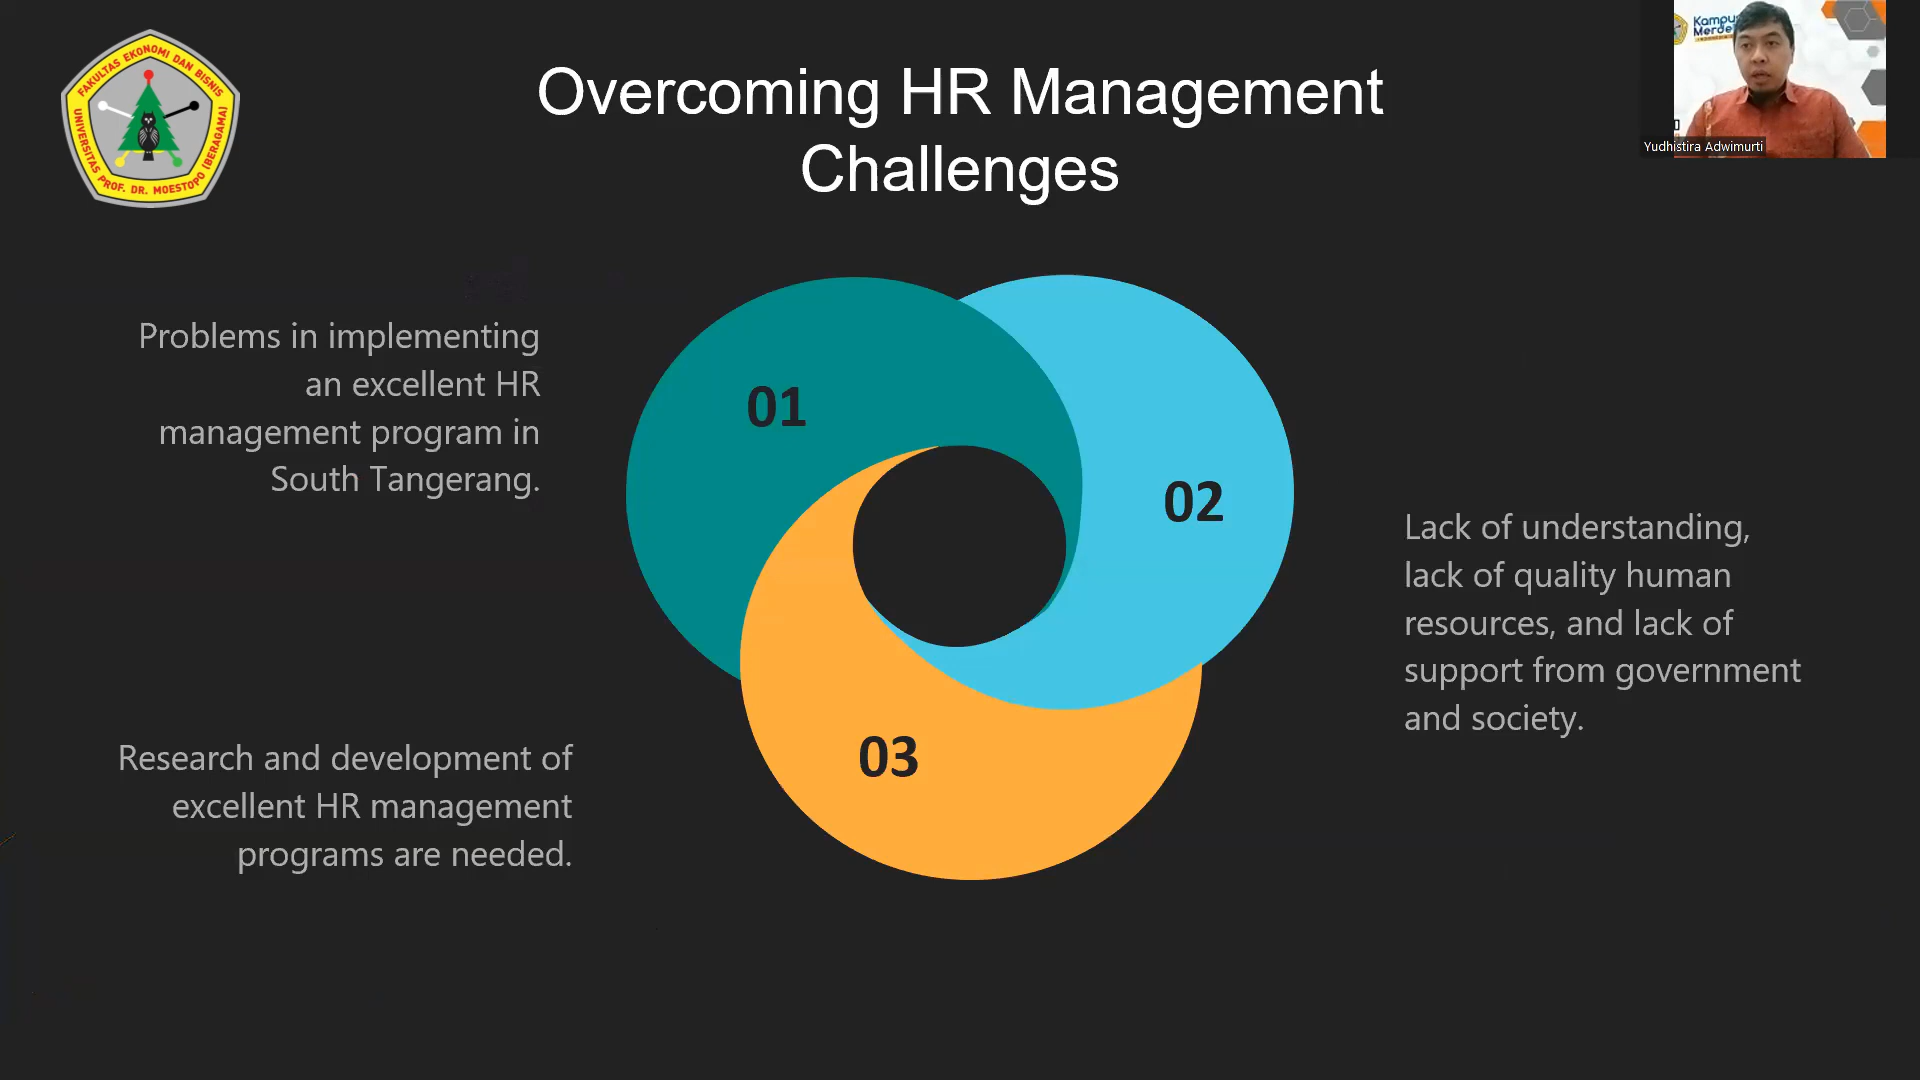 FAKULTAS EKONOMI DAN BISNIS
UNIVERSITAS PROF. DR. MOESTOPO (BERAGAMA)
Overcoming HR Management
Challenges
Kampus
Merde
Yudhistira Adwimurti
Problems in implementing
an excellent HR
management program in
South Tangerang.
01
02
Lack of understanding,
lack of quality human
resources, and lack of
support from government
and society.
03
Research and development of
excellent HR management
programs are needed.